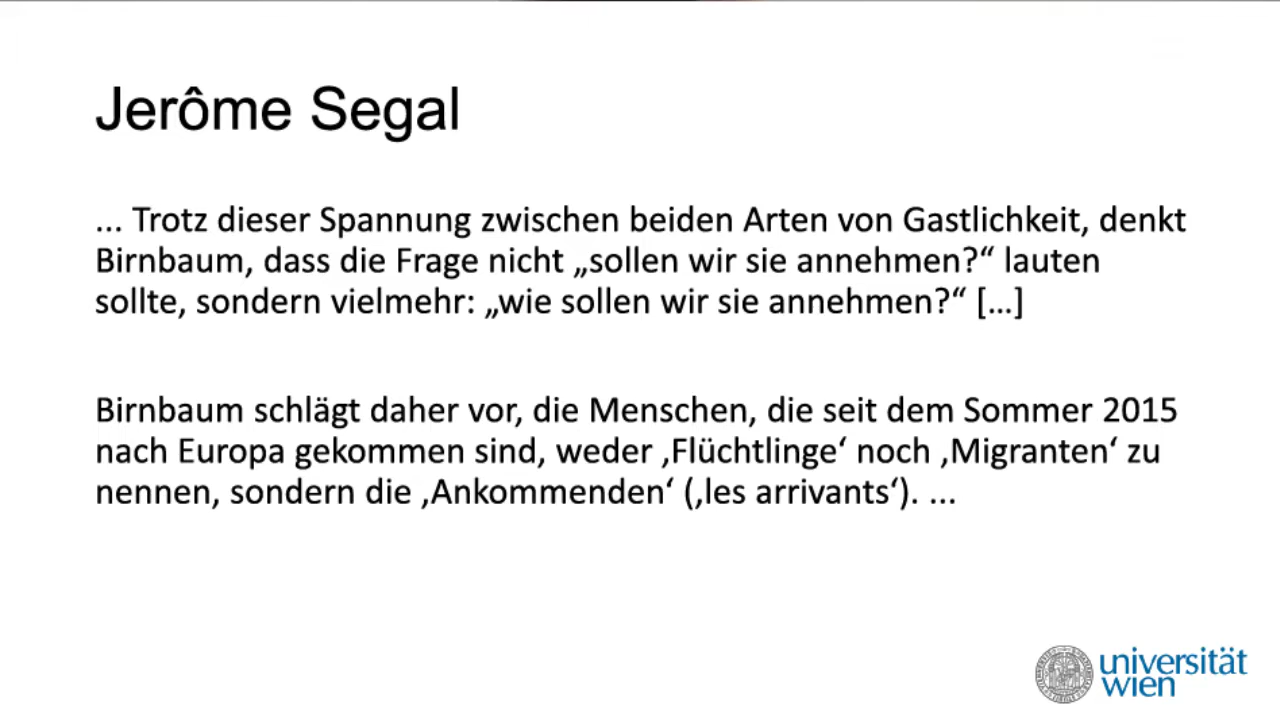 Jerôme Segal
... Trotz dieser Spannung zwischen beiden Arten von Gastlichkeit, denkt
Birnbaum, dass die Frage nicht „sollen wir sie annehmen?“ lauten
sollte, sondern vielmehr: „wie sollen wir sie annehmen?“ [...]
Birnbaum schlägt daher vor, die Menschen, die seit dem Sommer 2015
nach Europa gekommen sind, weder ‚Flüchtlinge‘ noch ‚Migranten‘ zu
nennen, sondern die ‚Ankommenden‘ (‚les arrivants‘). ...
universität
wien